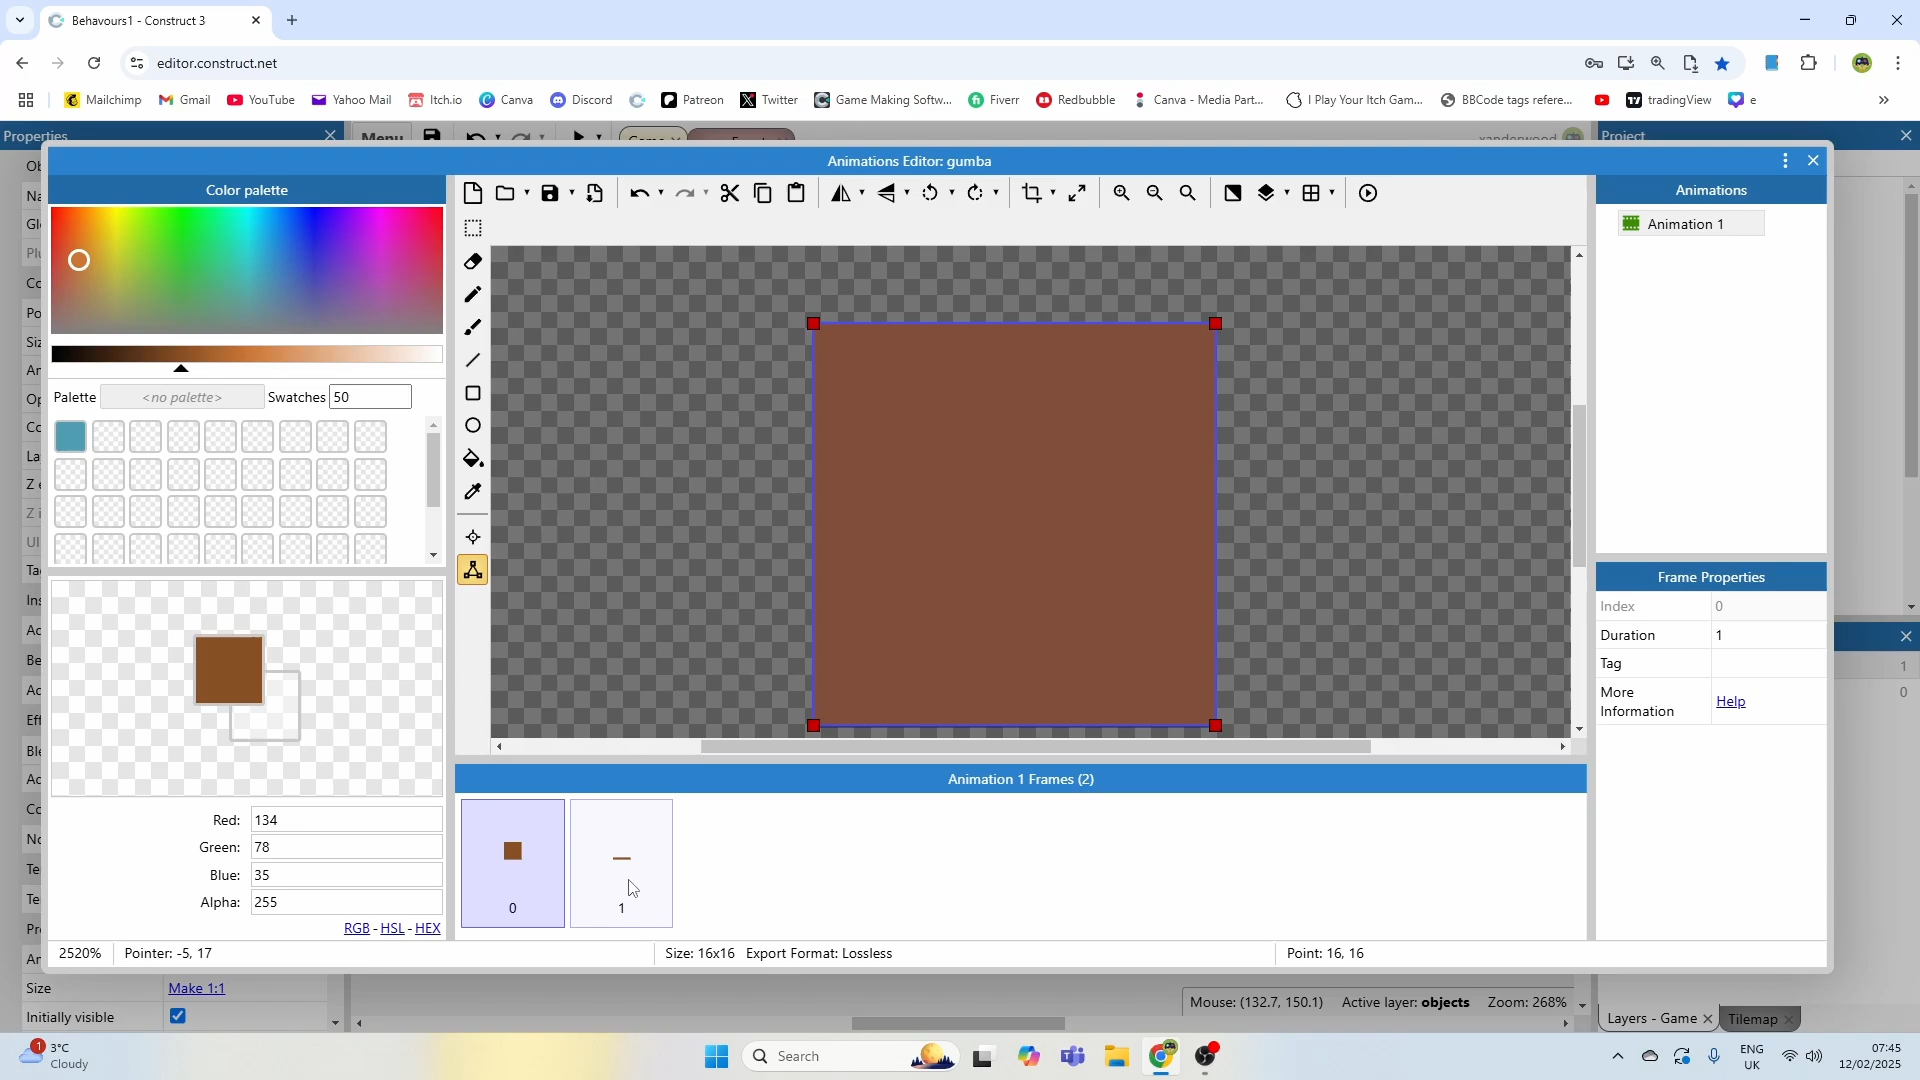 Behavours1 - Construct 3
editor.construct.net
Mailchimp
Gmail
YouTube
Yahoo Mail
Itch.io
Canva
Discord
Patreon
Twitter
Game Making Softw...
Fiverr
Redbubble
Canva - Media Part...
I Play Your Itch Gam...
BBCode tags refere...
tradingView
e
Properties
Menu
xanderwood
Project
Animations Editor: gumba
Color palette
Animations
Animation 1
Palette
<no palette>
Swatches
50
Frame Properties
Index
0
Duration
1
Tag
More
Information
Help
Animation 1 Frames (2)
0
1
Red:
134
Green:
78
Blue:
35
Alpha:
255
RGB - HSL - HEX
2520%
Pointer: -5, 17
Size: 16x16
Export Format: Lossless
Point: 16, 16
1
0
Size
Make 1:1
Initially visible
Mouse: (132.7, 150.1)
Active layer: objects
Zoom: 268%
Layers - Game
Tilemap
1
3°C
Cloudy
Search
ENG
UK
07:45
12/02/2025